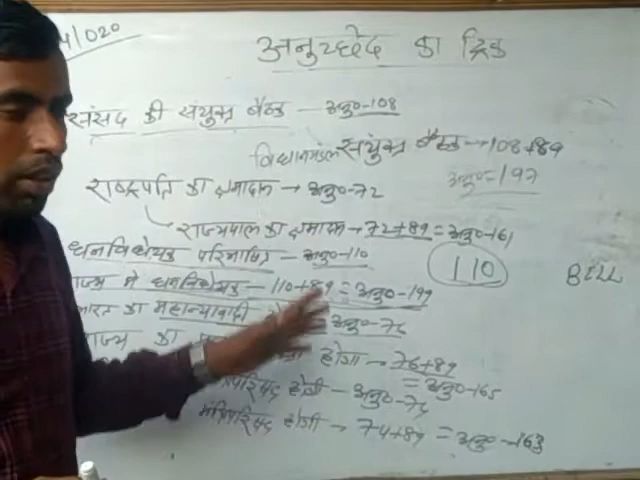 4/020
अनुच्छेद का ट्रिक
संसद की संयुक्त बैठक – अनु०-108
विधानमंडल संयुक्त बैठक → 108+89
अनु० = 197
राष्ट्रपति का क्षमादान → अनु०-72
राज्यपाल का क्षमादान → 72+89 = अनु०-161
धनविधेयक परिभाषित – अनु०-110
110
BILL
राज्य में धनविधेयक – 110+89 = अनु०-199
भारत का महान्यायवादी अनु०-76
राज्य का होगा → 76+89
= अनु०-165
होगी – अनु०-74
मंत्रिपरिषद होगी → 74+89 = अनु०-163